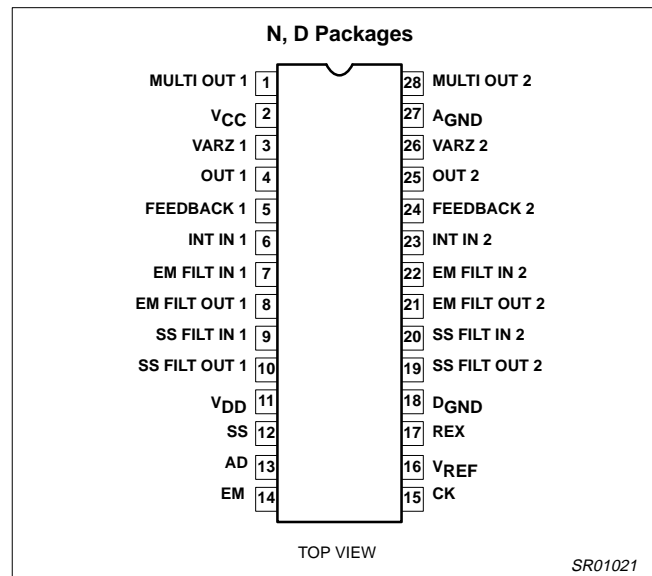 N, D Packages
MULTI OUT 1 1 28 MULTI OUT 2
VCC 2 27 AGND
VARZ 1 3 26 VARZ 2
OUT 1 4 25 OUT 2
FEEDBACK 1 5 24 FEEDBACK 2
INT IN 1 6 23 INT IN 2
EM FILT IN 1 7 22 EM FILT IN 2
EM FILT OUT 1 8 21 EM FILT OUT 2
SS FILT IN 1 9 20 SS FILT IN 2
SS FILT OUT 1 10 19 SS FILT OUT 2
VDD 11 18 DGND
SS 12 17 REX
AD 13 16 VREF
EM 14 15 CK
TOP VIEW
SR01021